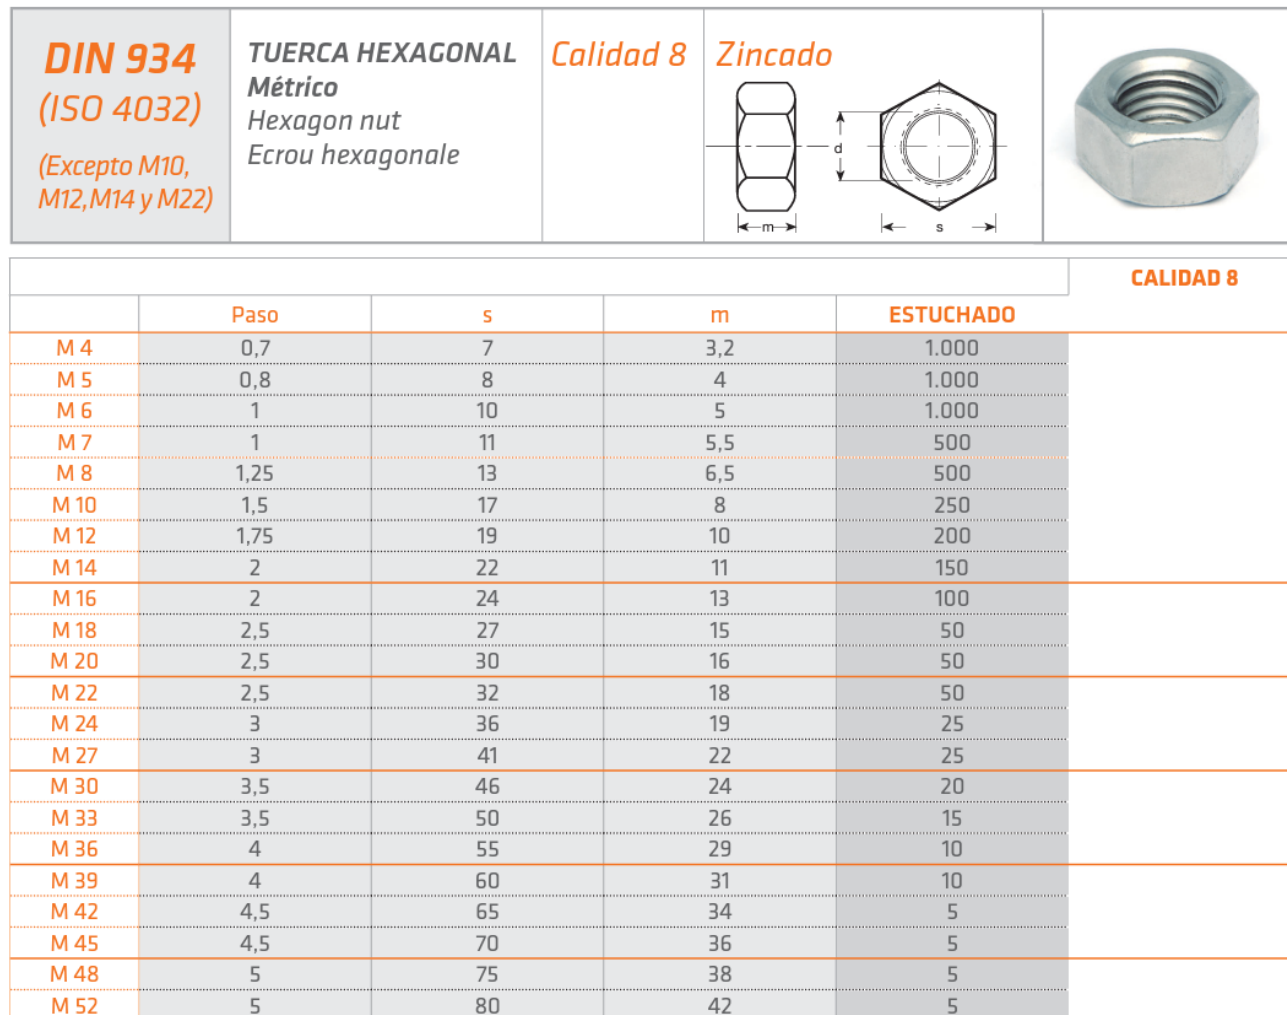 DIN 934
(ISO 4032)
(Excepto M10,
M12,M14 y M22)
TUERCA HEXAGONAL
Métrico
Hexagon nut
Ecrou hexagonale
Calidad 8
Zincado
d
m
s
CALIDAD 8
Paso s m ESTUCHADO
M 4 0,7 7 3,2 1.000
M 5 0,8 8 4 1.000
M 6 1 10 5 1.000
M 7 1 11 5,5 500
M 8 1,25 13 6,5 500
M 10 1,5 17 8 250
M 12 1,75 19 10 200
M 14 2 22 11 150
M 16 2 24 13 100
M 18 2,5 27 15 50
M 20 2,5 30 16 50
M 22 2,5 32 18 50
M 24 3 36 19 25
M 27 3 41 22 25
M 30 3,5 46 24 20
M 33 3,5 50 26 15
M 36 4 55 29 10
M 39 4 60 31 10
M 42 4,5 65 34 5
M 45 4,5 70 36 5
M 48 5 75 38 5
M 52 5 80 42 5